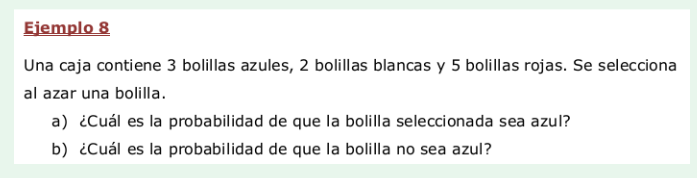 Ejemplo 8
Una caja contiene 3 bolillas azules, 2 bolillas blancas y 5 bolillas rojas. Se selecciona
al azar una bolilla.
a) ¿Cuál es la probabilidad de que la bolilla seleccionada sea azul?
b) ¿Cuál es la probabilidad de que la bolilla no sea azul?